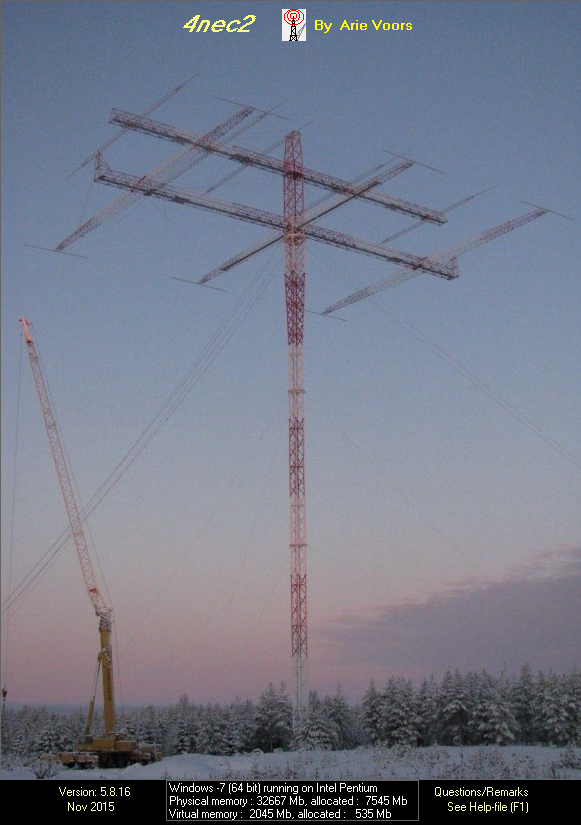 4nec2 By Arie Voors
Version: 5.8.16
Nov 2015
Windows -7 (64 bit) running on Intel Pentium
Physical memory : 32667 Mb, allocated : 7545 Mb
Virtual memory : 2045 Mb, allocated : 535 Mb
Questions/Remarks
See Help-file (F1)